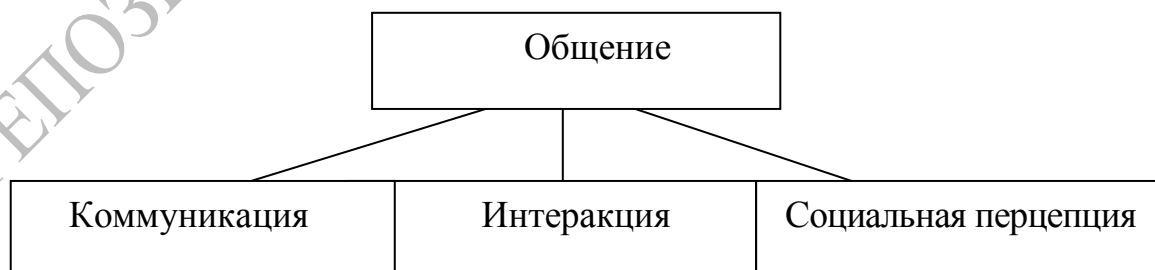 Общение
Коммуникация
Интеракция
Социальная перцепция